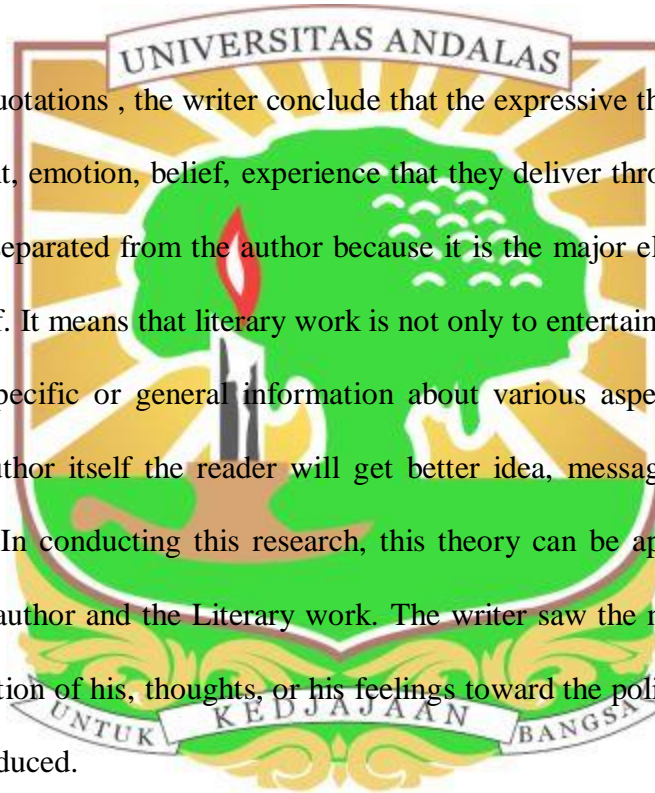 UNIVERSITAS ANDALAS
uotations , the writer conclude that the expressive th
t, emotion, belief, experience that they deliver thro
separated from the author because it is the major el
f. It means that literary work is not only to entertain
pecific or general information about various aspe
uthor itself the reader will get better idea, messag
In conducting this research, this theory can be ap
author and the Literary work. The writer saw the
tion of his, thoughts, or his feelings toward the poli
UNTUK KEDJAJAAN BANGSA
duced.